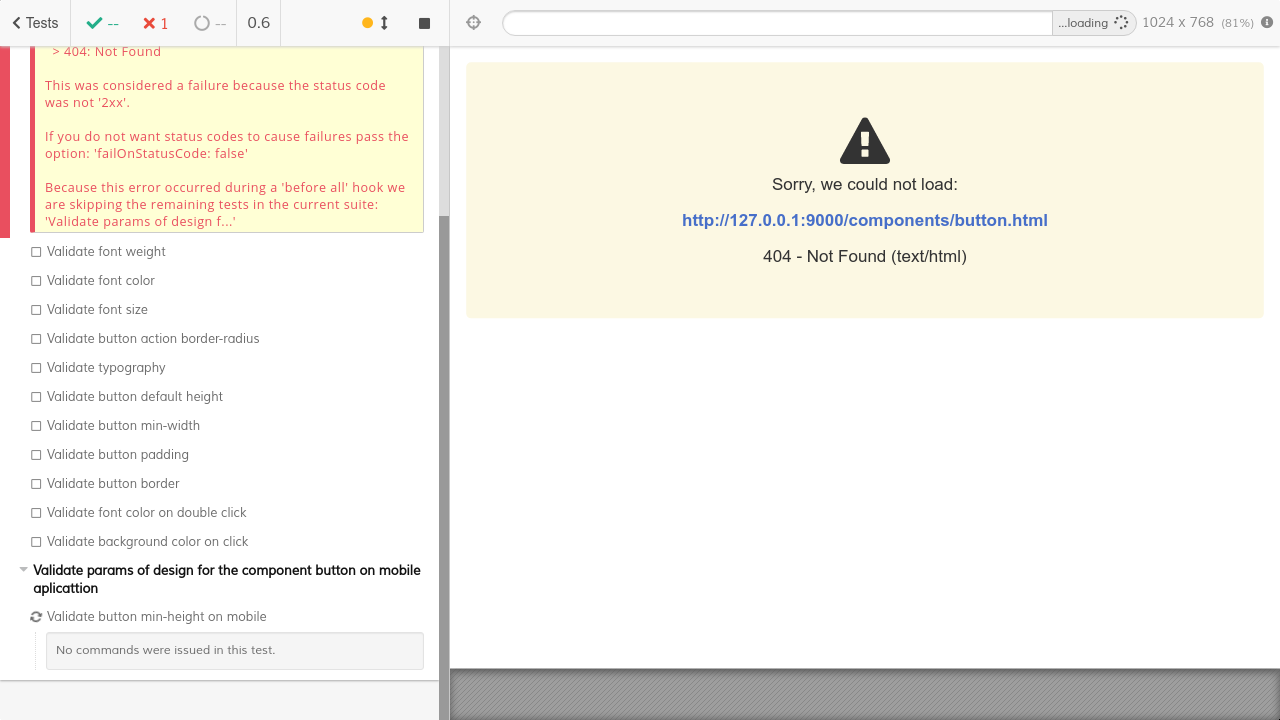 Tests
--
1
--
0.6
...loading
1024 x 768 (81%)
> 404: Not Found
This was considered a failure because the status code
was not '2xx'.
If you do not want status codes to cause failures pass the
option: 'failOnStatusCode: false'
Because this error occurred during a 'before all' hook we
are skipping the remaining tests in the current suite:
'Validate params of design f...'
Validate font weight
Validate font color
Validate font size
Validate button action border-radius
Validate typography
Validate button default height
Validate button min-width
Validate button padding
Validate button border
Validate font color on double click
Validate background color on click
Validate params of design for the component button on mobile
aplicattion
Validate button min-height on mobile
No commands were issued in this test.
Sorry, we could not load:
http://127.0.0.1:9000/components/button.html
404 - Not Found (text/html)